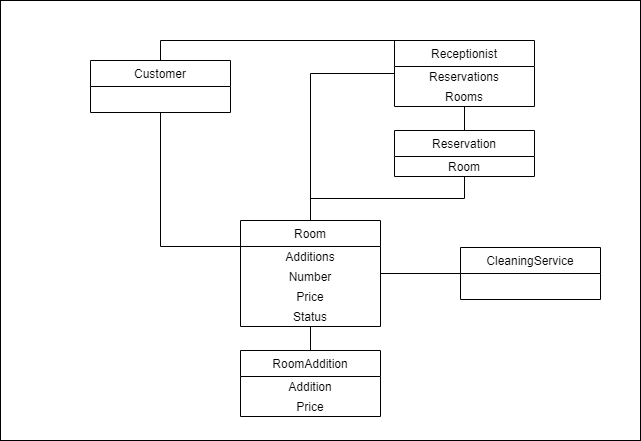 Receptionist
Reservations
Rooms
Customer
Reservation
Room
Room
Additions
Number
Price
Status
CleaningService
RoomAddition
Addition
Price